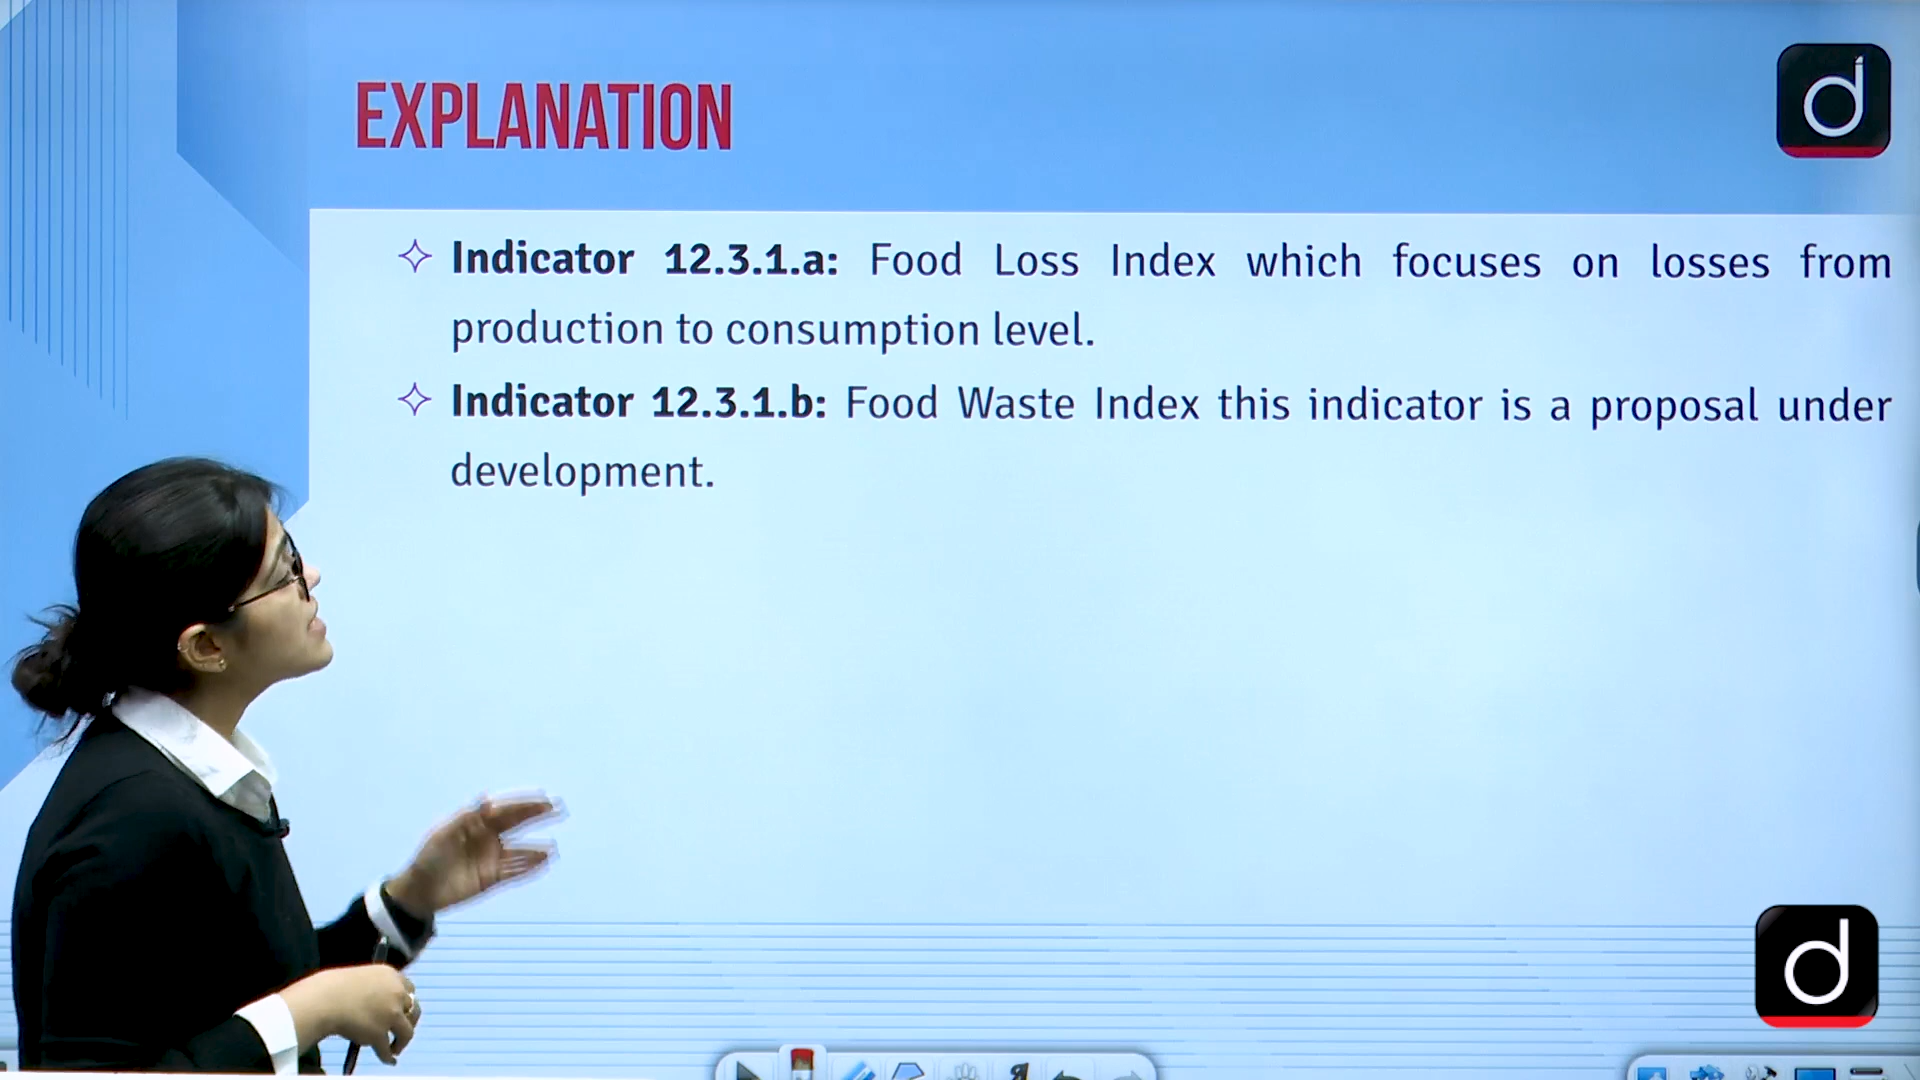 EXPLANATION
Indicator 12.3.1.a: Food Loss Index which focuses on losses from
production to consumption level.
Indicator 12.3.1.b: Food Waste Index this indicator is a proposal under
development.